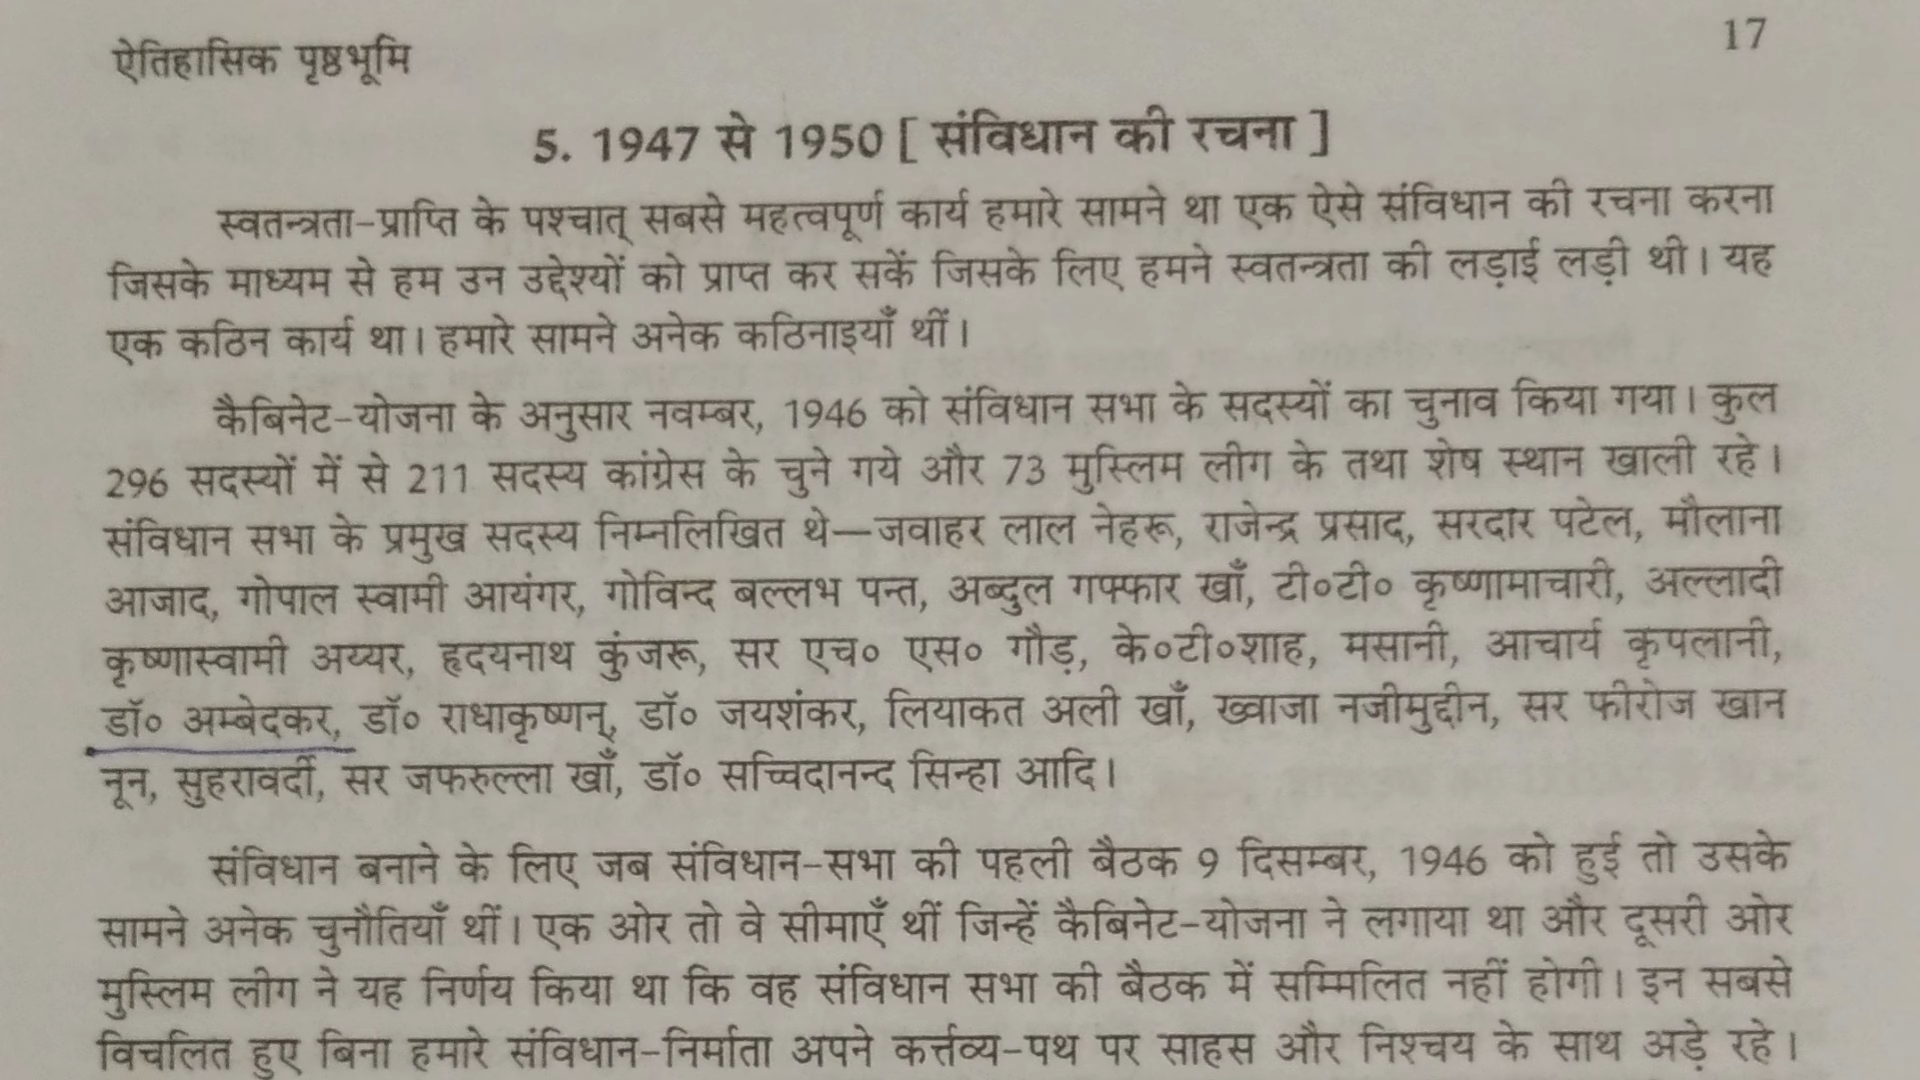 ऐतिहासिक पृष्ठभूमि
17
5. 1947 से 1950 [ संविधान की रचना ]
स्वतन्त्रता-प्राप्ति के पश्चात् सबसे महत्वपूर्ण कार्य हमारे सामने था एक ऐसे संविधान की रचना करना
जिसके माध्यम से हम उन उद्देश्यों को प्राप्त कर सकें जिसके लिए हमने स्वतन्त्रता की लड़ाई लड़ी थी। यह
एक कठिन कार्य था। हमारे सामने अनेक कठिनाइयाँ थीं।
कैबिनेट-योजना के अनुसार नवम्बर, 1946 को संविधान सभा के सदस्यों का चुनाव किया गया। कुल
296 सदस्यों में से 211 सदस्य कांग्रेस के चुने गये और 73 मुस्लिम लीग के तथा शेष स्थान खाली रहे।
संविधान सभा के प्रमुख सदस्य निम्नलिखित थे—जवाहर लाल नेहरू, राजेन्द्र प्रसाद, सरदार पटेल, मौलाना
आजाद, गोपाल स्वामी आयंगर, गोविन्द बल्लभ पन्त, अब्दुल गफ्फार खाँ, टी०टी० कृष्णामाचारी, अल्लादी
कृष्णास्वामी अय्यर, हृदयनाथ कुंजरू, सर एच० एस० गौड़, के०टी०शाह, मसानी, आचार्य कृपलानी,
डॉ० अम्बेदकर, डॉ० राधाकृष्णन्, डॉ० जयशंकर, लियाकत अली खाँ, ख्वाजा नजीमुद्दीन, सर फीरोज खान
नून, सुहरावर्दी, सर जफरुल्ला खाँ, डॉ० सच्चिदानन्द सिन्हा आदि।
संविधान बनाने के लिए जब संविधान-सभा की पहली बैठक 9 दिसम्बर, 1946 को हुई तो उसके
सामने अनेक चुनौतियाँ थीं। एक ओर तो वे सीमाएँ थीं जिन्हें कैबिनेट-योजना ने लगाया था और दूसरी ओर
मुस्लिम लीग ने यह निर्णय किया था कि वह संविधान सभा की बैठक में सम्मिलित नहीं होगी। इन सबसे
विचलित हुए बिना हमारे संविधान-निर्माता अपने कर्त्तव्य-पथ पर साहस और निश्चय के साथ अड़े रहे।